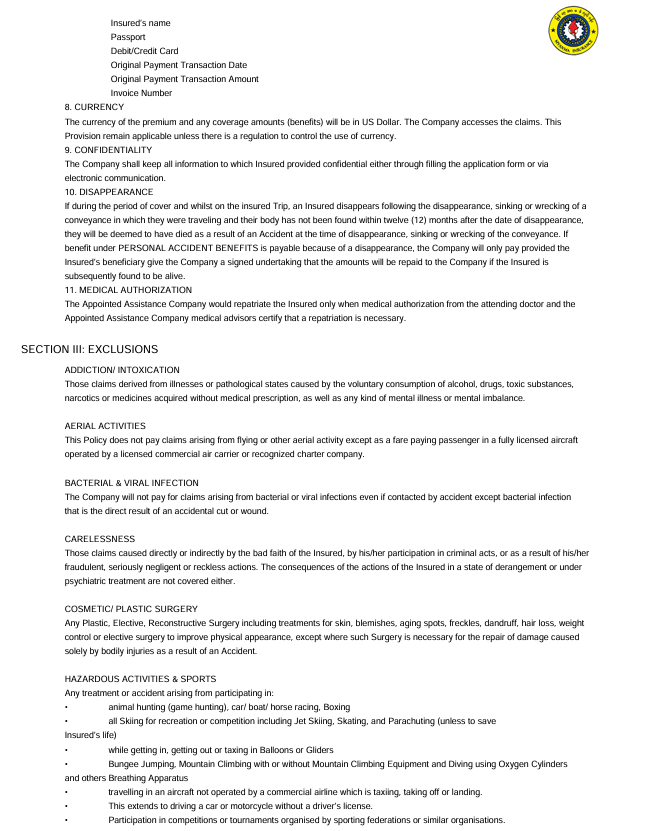 Insured's name
Passport
Debit/Credit Card
Original Payment Transaction Date
Original Payment Transaction Amount
Invoice Number
8. CURRENCY
The currency of the premium and any coverage amounts (benefits) will be in US Dollar. The Company accesses the claims. This
Provision remain applicable unless there is a regulation to control the use of currency.
9. CONFIDENTIALITY
The Company shall keep all information to which Insured provided confidential either through filling the application form or via
electronic communication.
10. DISAPPEARANCE
If during the period of cover and whilst on the insured Trip, an Insured disappears following the disappearance, sinking or wrecking of a
conveyance in which they were traveling and their body has not been found within twelve (12) months after the date of disappearance,
they will be deemed to have died as a result of an Accident at the time of disappearance, sinking or wrecking of the conveyance. If
benefit under PERSONAL ACCIDENT BENEFITS is payable because of a disappearance, the Company will only pay provided the
Insured's beneficiary give the Company a signed undertaking that the amounts will be repaid to the Company if the Insured is
subsequently found to be alive.
11. MEDICAL AUTHORIZATION
The Appointed Assistance Company would repatriate the Insured only when medical authorization from the attending doctor and the
Appointed Assistance Company medical advisors certify that a repatriation is necessary.
SECTION III: EXCLUSIONS
ADDICTION/ INTOXICATION
Those claims derived from illnesses or pathological states caused by the voluntary consumption of alcohol, drugs, toxic substances,
narcotics or medicines acquired without medical prescription, as well as any kind of mental illness or mental imbalance.
AERIAL ACTIVITIES
This Policy does not pay claims arising from flying or other aerial activity except as a fare paying passenger in a fully licensed aircraft
operated by a licensed commercial air carrier or recognized charter company.
BACTERIAL & VIRAL INFECTION
The Company will not pay for claims arising from bacterial or viral infections even if contacted by accident except bacterial infection
that is the direct result of an accidental cut or wound.
CARELESSNESS
Those claims caused directly or indirectly by the bad faith of the Insured, by his/her participation in criminal acts, or as a result of his/her
fraudulent, seriously negligent or reckless actions. The consequences of the actions of the Insured in a state of derangement or under
psychiatric treatment are not covered either.
COSMETIC/ PLASTIC SURGERY
Any Plastic, Elective, Reconstructive Surgery including treatments for skin, blemishes, aging spots, freckles, dandruff, hair loss, weight
control or elective surgery to improve physical appearance, except where such Surgery is necessary for the repair of damage caused
solely by bodily injuries as a result of an Accident.
HAZARDOUS ACTIVITIES & SPORTS
Any treatment or accident arising from participating in:
• animal hunting (game hunting), car/ boat/ horse racing, Boxing
• all Skiing for recreation or competition including Jet Skiing, Skating, and Parachuting (unless to save
Insured's life)
• while getting in, getting out or taxing in Balloons or Gliders
• Bungee Jumping, Mountain Climbing with or without Mountain Climbing Equipment and Diving using Oxygen Cylinders
and others Breathing Apparatus
• travelling in an aircraft not operated by a commercial airline which is taxiing, taking off or landing.
• This extends to driving a car or motorcycle without a driver's license.
• Participation in competitions or tournaments organised by sporting federations or similar organisations.
MYANMA INSURANCE